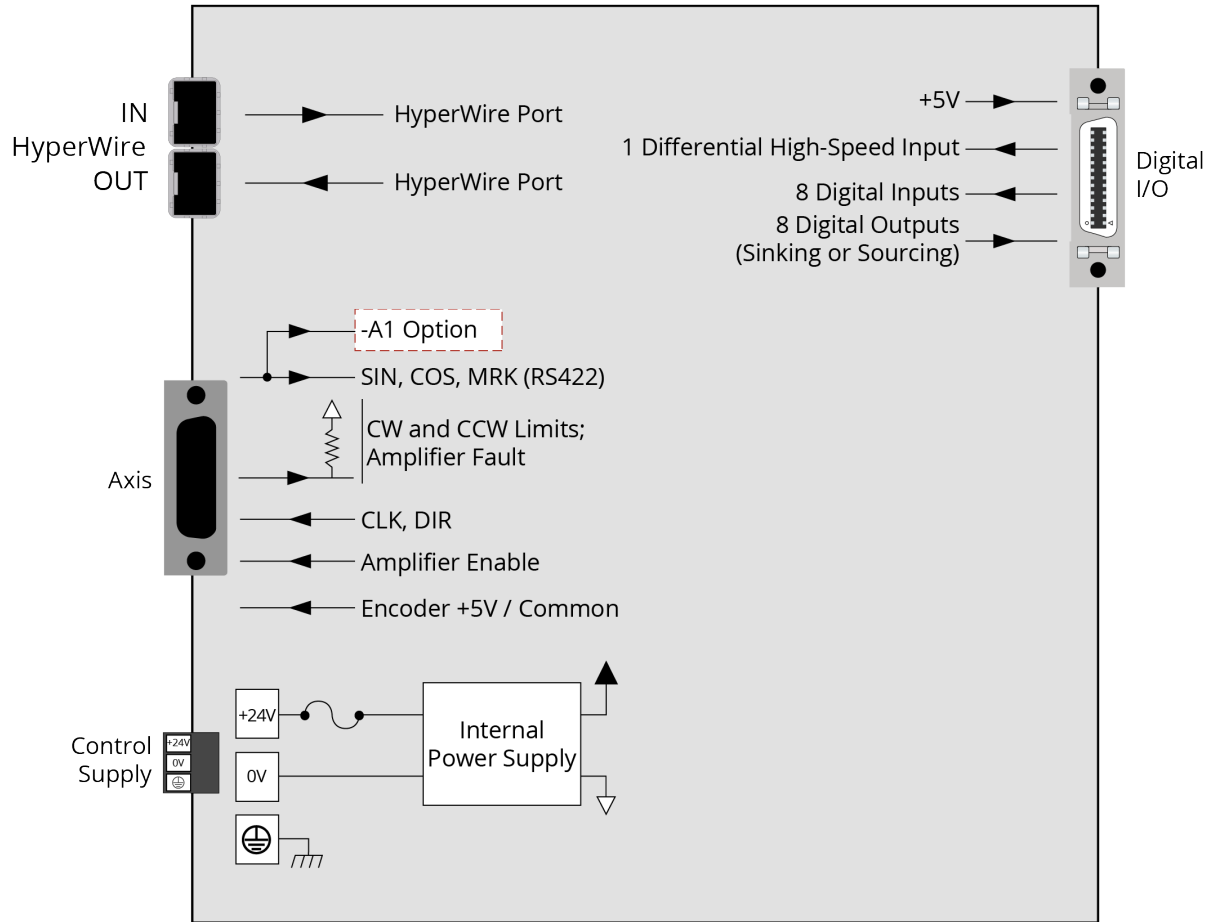 IN
HyperWire
OUT
HyperWire Port
HyperWire Port
+5V
1 Differential High-Speed Input
8 Digital Inputs
8 Digital Outputs
(Sinking or Sourcing)
Digital
I/O
-A1 Option
SIN, COS, MRK (RS422)
CW and CCW Limits;
Amplifier Fault
Axis
CLK, DIR
Amplifier Enable
Encoder +5V / Common
Control
Supply
+24V
0V
+24V
0V
Internal
Power Supply